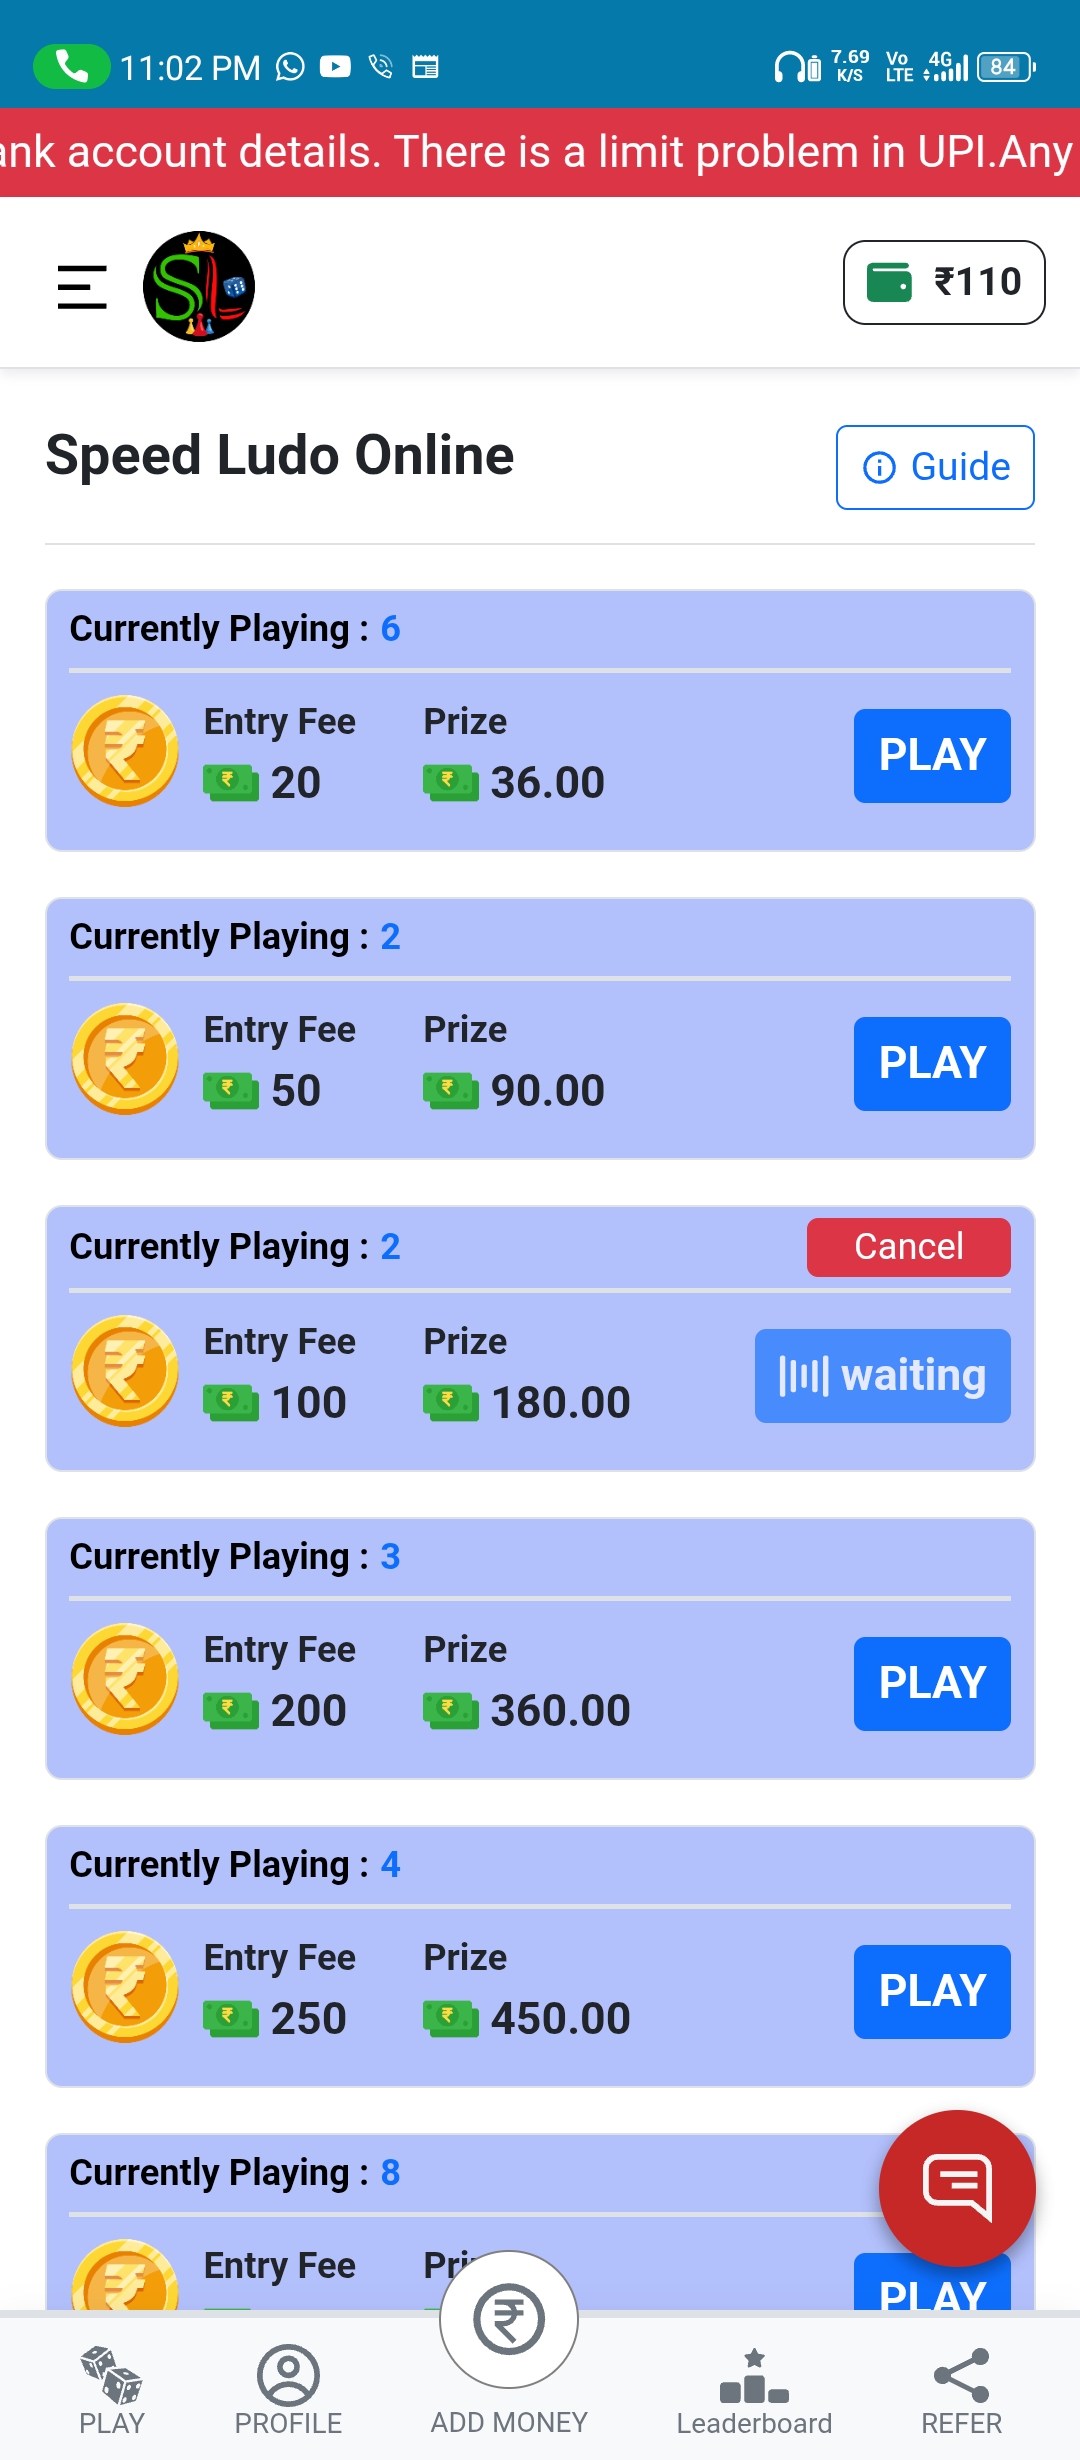 11:02 PM
7.69 K/S
Vo LTE
4G
84
ank account details. There is a limit problem in UPI.Any
SL
₹110
Speed Ludo Online
Guide
Currently Playing : 6
Entry Fee Prize
20 36.00
PLAY
Currently Playing : 2
Entry Fee Prize
50 90.00
PLAY
Currently Playing : 2
Cancel
Entry Fee Prize
100 180.00
waiting
Currently Playing : 3
Entry Fee Prize
200 360.00
PLAY
Currently Playing : 4
Entry Fee Prize
250 450.00
PLAY
Currently Playing : 8
Entry Fee
PLAY
PLAY PROFILE ADD MONEY Leaderboard REFER